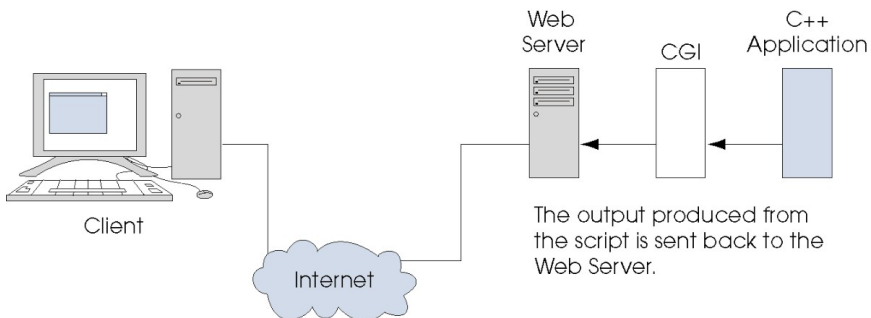 Web
Server
CGI
C++
Application
Client
Internet
The output produced from
the script is sent back to the
Web Server.